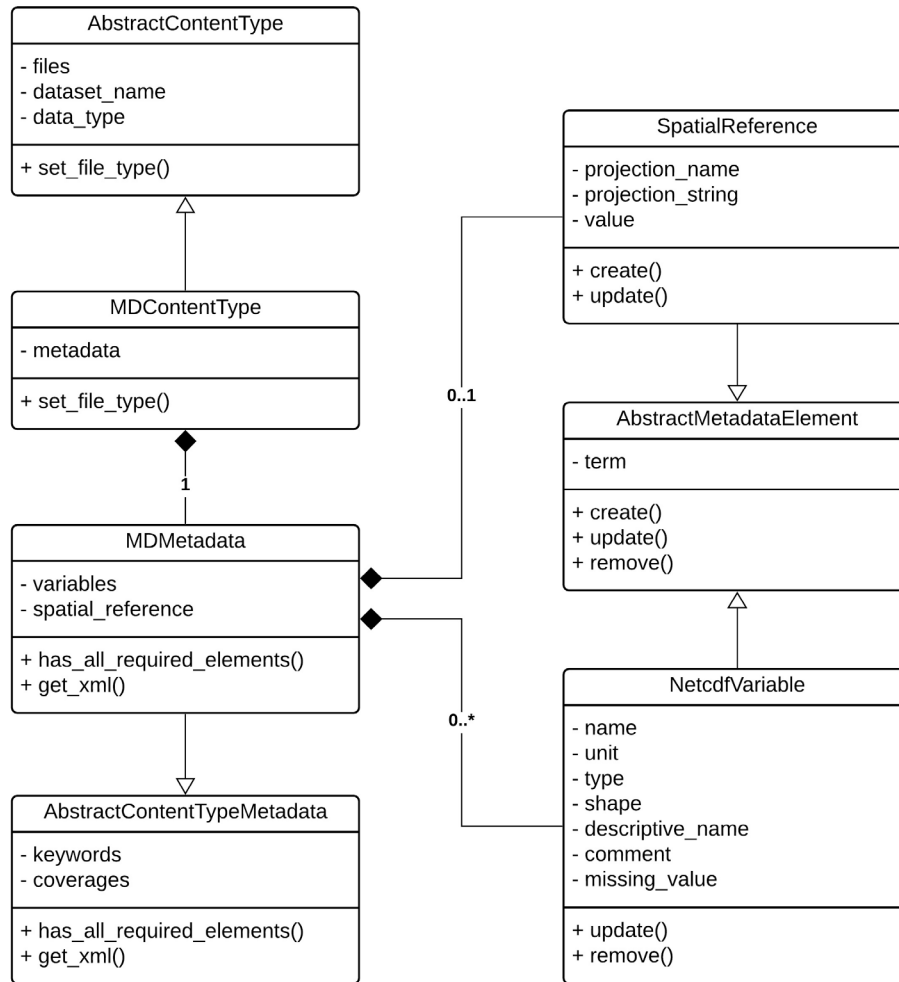 AbstractContentType
- files
- dataset_name
- data_type
+ set_file_type()
MDContentType
- metadata
+ set_file_type()
1
MDMetadata
- variables
- spatial_reference
+ has_all_required_elements()
+ get_xml()
AbstractContentTypeMetadata
- keywords
- coverages
+ has_all_required_elements()
+ get_xml()
0..1
0..*
SpatialReference
- projection_name
- projection_string
- value
+ create()
+ update()
AbstractMetadataElement
- term
+ create()
+ update()
+ remove()
NetcdfVariable
- name
- unit
- type
- shape
- descriptive_name
- comment
- missing_value
+ update()
+ remove()